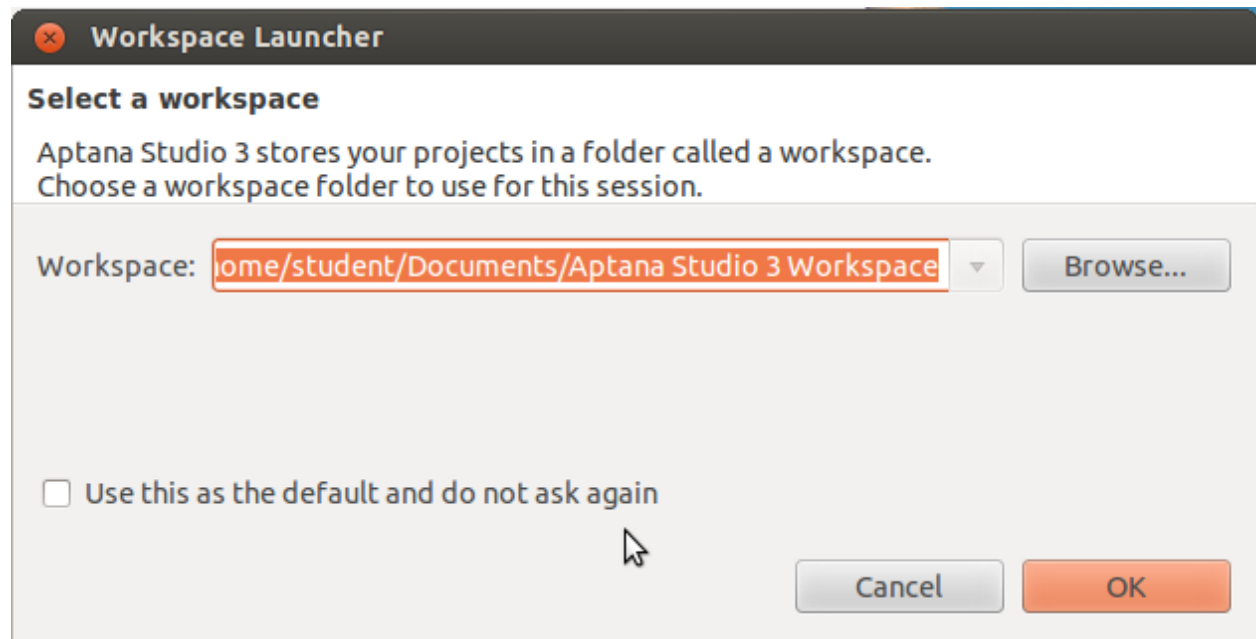 Workspace Launcher
Select a workspace
Aptana Studio 3 stores your projects in a folder called a workspace.
Choose a workspace folder to use for this session.
Workspace: ome/student/Documents/Aptana Studio 3 Workspace Browse...
Use this as the default and do not ask again
Cancel OK